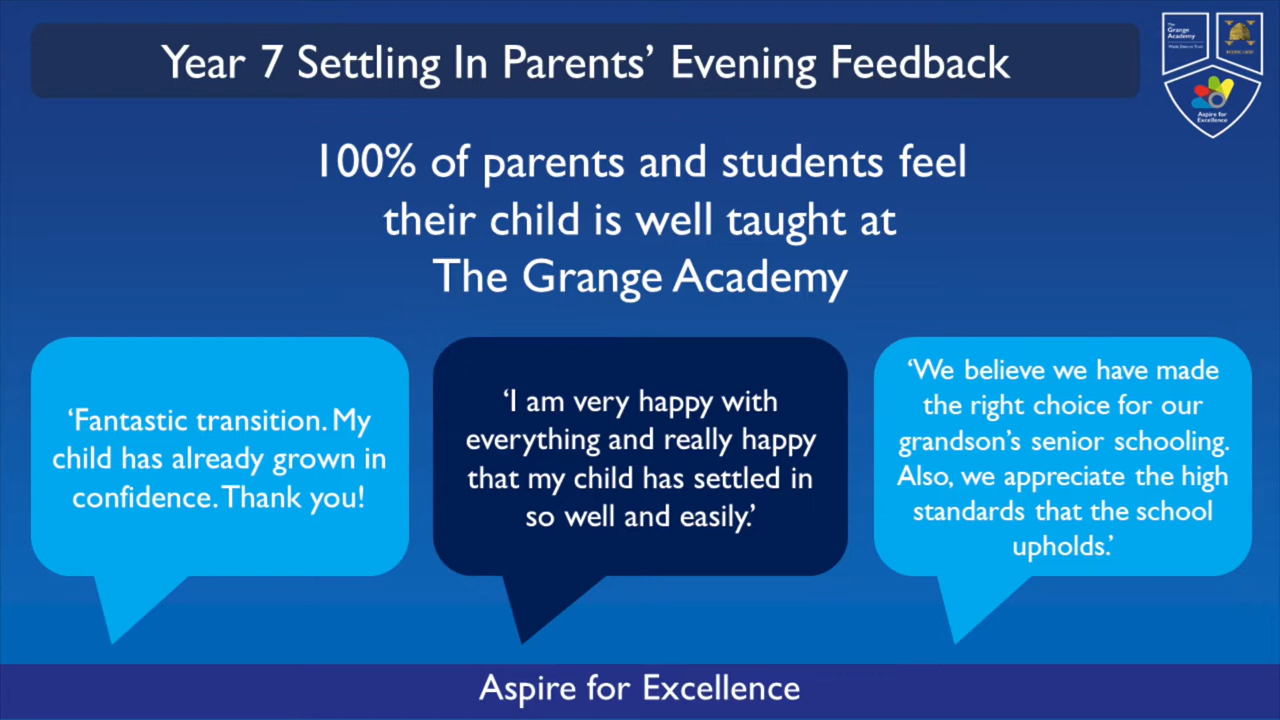 Year 7 Settling In Parents’ Evening Feedback
The
Grange
Academy
Aspire for
Excellence
100% of parents and students feel
their child is well taught at
The Grange Academy
‘Fantastic transition. My
child has already grown in
confidence. Thank you!
‘I am very happy with
everything and really happy
that my child has settled in
so well and easily.’
‘We believe we have made
the right choice for our
grandson’s senior schooling.
Also, we appreciate the high
standards that the school
upholds.’
Aspire for Excellence